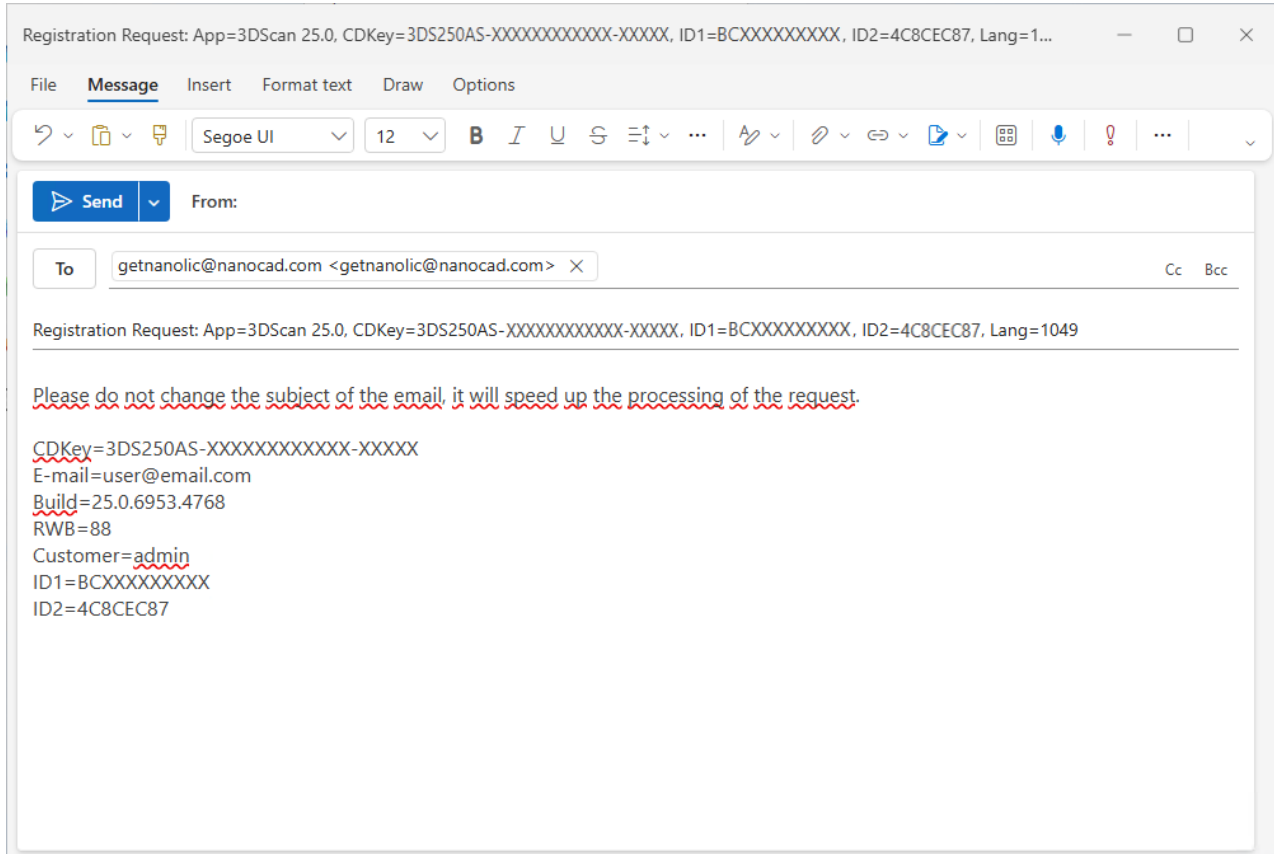 Registration Request: App=3DScan 25.0, CDKey=3DS250AS-XXXXXXXXXXXX-XXXXX, ID1=BCXXXXXXXXX, ID2=4C8CEC87, Lang=1...
File Message Insert Format text Draw Options
Segoe UI 12 B I U S
Send From:
To getnanolic@nanocad.com <getnanolic@nanocad.com> Cc Bcc
Registration Request: App=3DScan 25.0, CDKey=3DS250AS-XXXXXXXXXXXX-XXXXX, ID1=BCXXXXXXXXX, ID2=4C8CEC87, Lang=1049
Please do not change the subject of the email, it will speed up the processing of the request.
CDKey=3DS250AS-XXXXXXXXXXXX-XXXXX
E-mail=user@email.com
Build=25.0.6953.4768
RWB=88
Customer=admin
ID1=BCXXXXXXXXX
ID2=4C8CEC87